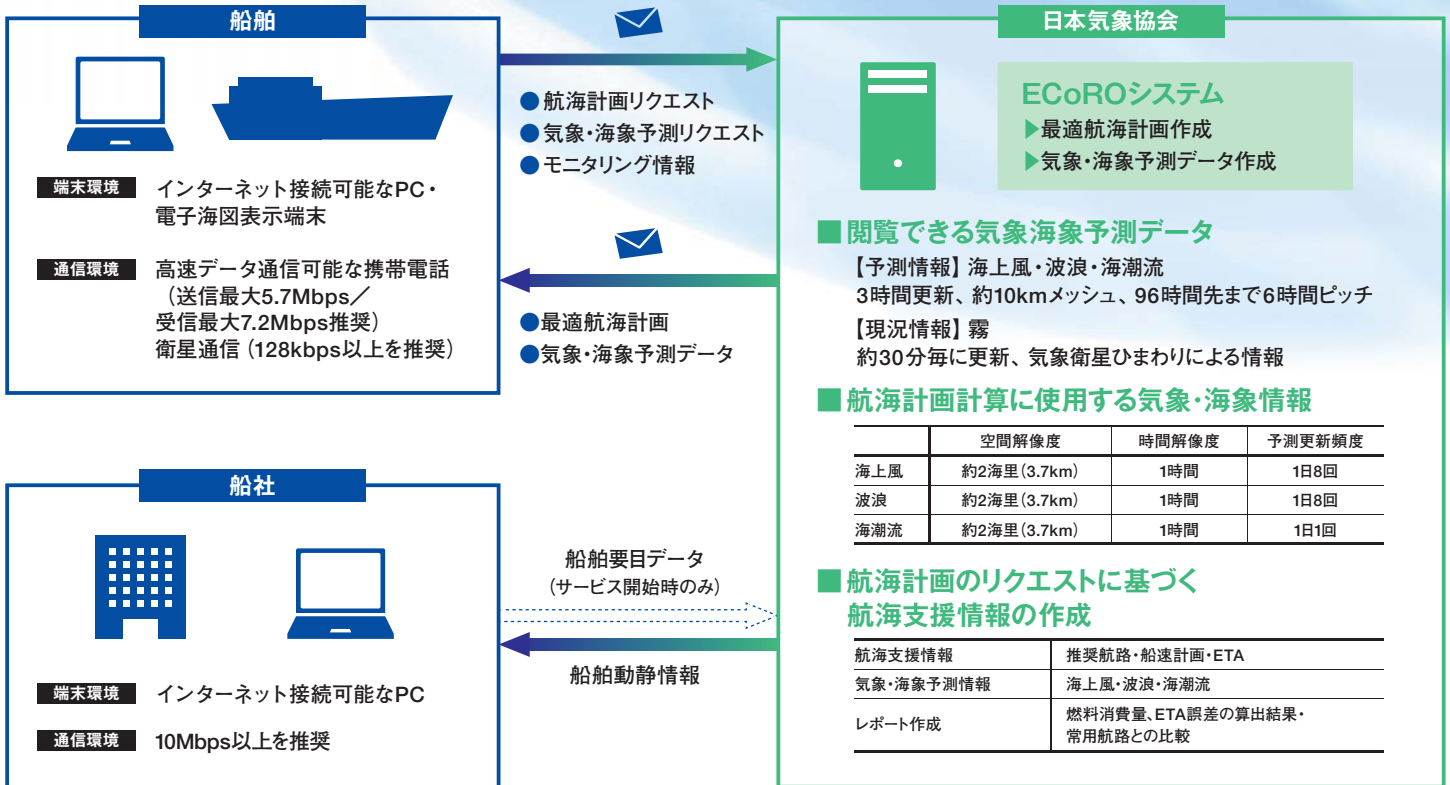 船舶
端末環境 インターネット接続可能なPC・
電子海図表示端末
通信環境 高速データ通信可能な携帯電話
（送信最大5.7Mbps／
受信最大7.2Mbps推奨）
衛星通信（128kbps以上を推奨）
●航海計画リクエスト
●気象・海象予測リクエスト
●モニタリング情報
●最適航海計画
●気象・海象予測データ
船社
端末環境 インターネット接続可能なPC
通信環境 10Mbps以上を推奨
船舶要目データ
（サービス開始時のみ）
船舶動静情報
日本気象協会
ECoROシステム
▶最適航海計画作成
▶気象・海象予測データ作成
■閲覧できる気象海象予測データ
【予測情報】海上風・波浪・海潮流
3時間更新、約10kmメッシュ、96時間先まで6時間ピッチ
【現況情報】霧
約30分毎に更新、気象衛星ひまわりによる情報
■航海計画計算に使用する気象・海象情報
空間解像度 時間解像度 予測更新頻度
海上風 約2海里（3.7km） 1時間 1日8回
波浪 約2海里（3.7km） 1時間 1日8回
海潮流 約2海里（3.7km） 1時間 1日1回
■航海計画のリクエストに基づく
航海支援情報の作成
航海支援情報 推奨航路・船速計画・ETA
気象・海象予測情報 海上風・波浪・海潮流
レポート作成 燃料消費量、ETA誤差の算出結果・
常用航路との比較